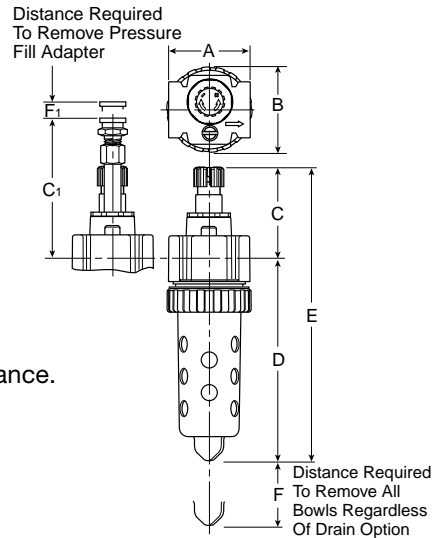 Distance Required
To Remove Pressure
Fill Adapter
A
B
F1
C1
C
E
D
ance.
F
Distance Required
To Remove All
Bowls Regardless
Of Drain Option